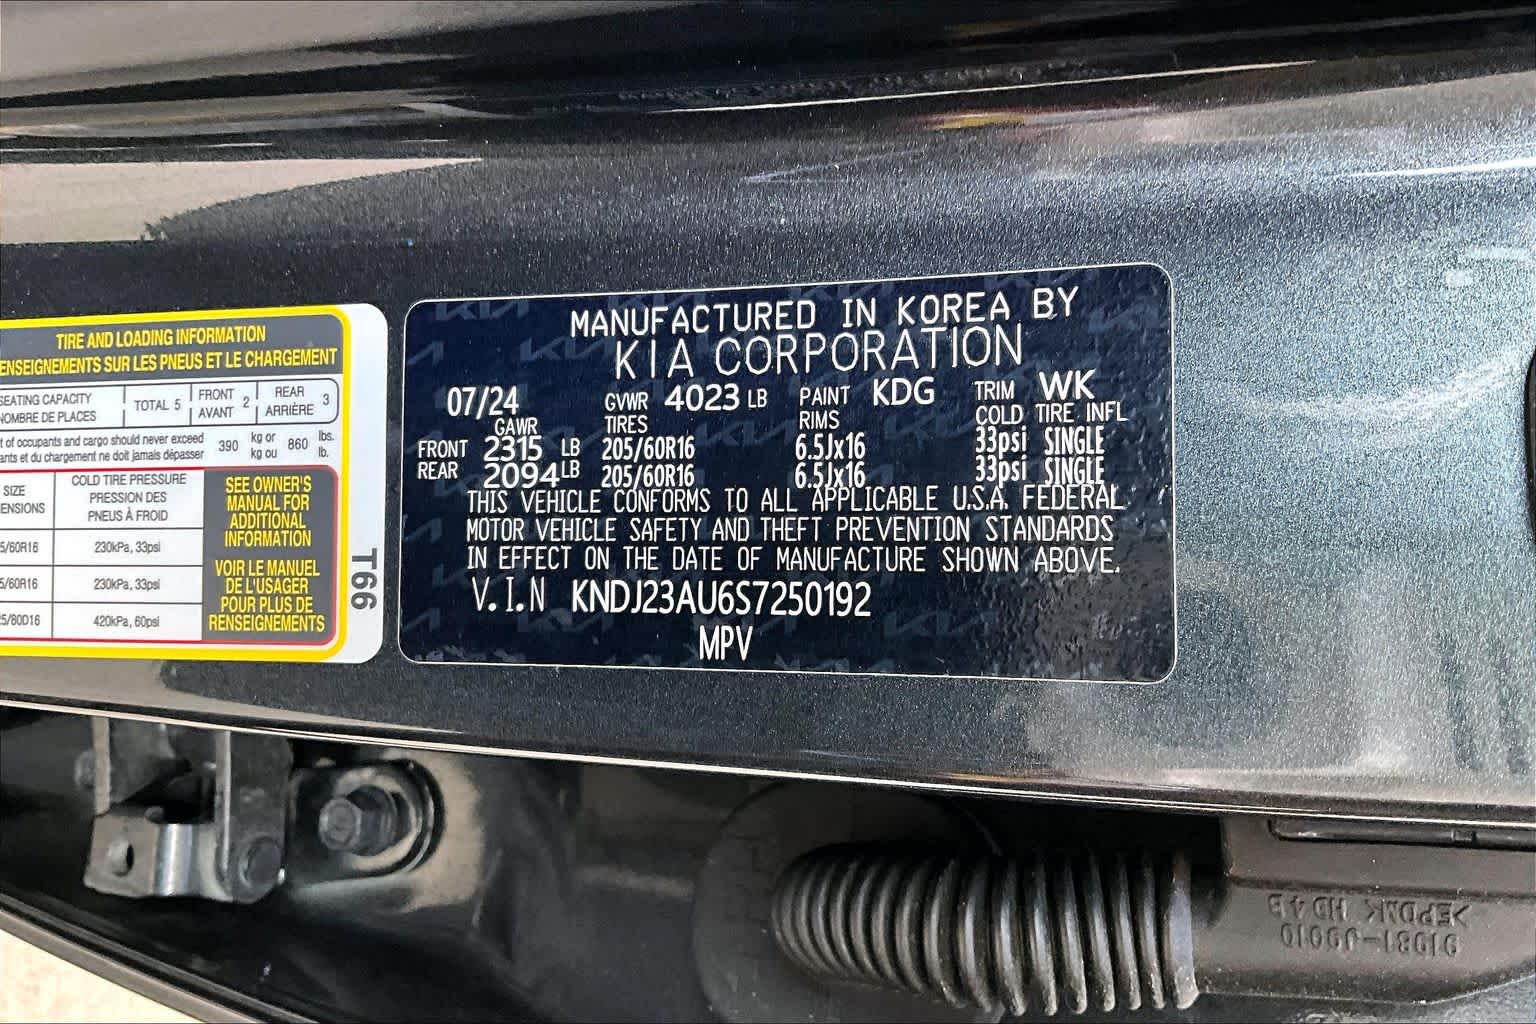 TIRE AND LOADING INFORMATION
ENSEIGNEMENTS SUR LES PNEUS ET LE CHARGEMENT
SEATING CAPACITY
NOMBRE DE PLACES
TOTAL 5
FRONT
AVANT 2
REAR
ARRIÈRE 3
t of occupants and cargo should never exceed
ants et du chargement ne doit jamais dépasser
390 kg or 860 lbs.
kg ou lb.
SIZE
ENSIONS
COLD TIRE PRESSURE
PRESSION DES
PNEUS À FROID
5/60R16 230kPa, 33psi
5/60R16 230kPa, 33psi
5/80D16 420kPa, 60psi
SEE OWNER'S
MANUAL FOR
ADDITIONAL
INFORMATION
VOIR LE MANUEL
DE L'USAGER
POUR PLUS DE
RENSEIGNEMENTS
T66
MANUFACTURED IN KOREA BY
KIA CORPORATION
07/24 GVWR 4023 LB PAINT KDG TRIM WK
GAWR TIRES RIMS COLD TIRE INFL
FRONT 2315 LB 205/60R16 6.5Jx16 33psi SINGLE
REAR 2094 LB 205/60R16 6.5Jx16 33psi SINGLE
THIS VEHICLE CONFORMS TO ALL APPLICABLE U.S.A. FEDERAL
MOTOR VEHICLE SAFETY AND THEFT PREVENTION STANDARDS
IN EFFECT ON THE DATE OF MANUFACTURE SHOWN ABOVE.
V.I.N KNDJ23AU6S7250192
MPV
>EPDMK HD 4B